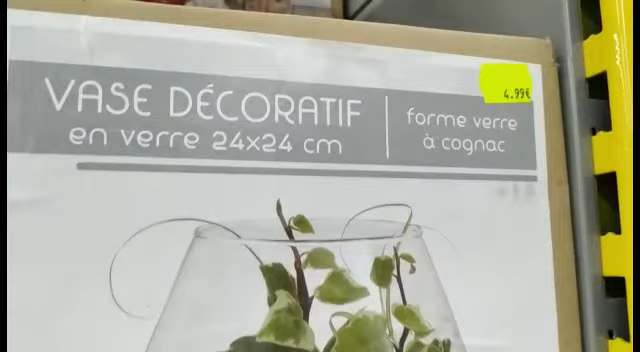 VASE DÉCORATIF
en verre 24x24 cm
forme verre
à cognac
4.99€